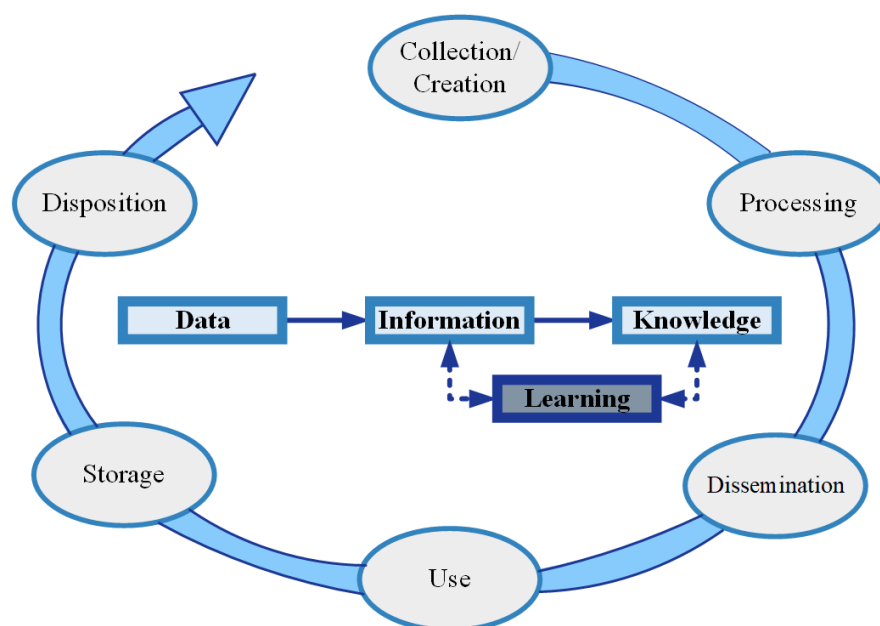 Collection/
Creation
Disposition
Processing
Data
Information
Knowledge
Learning
Storage
Dissemination
Use